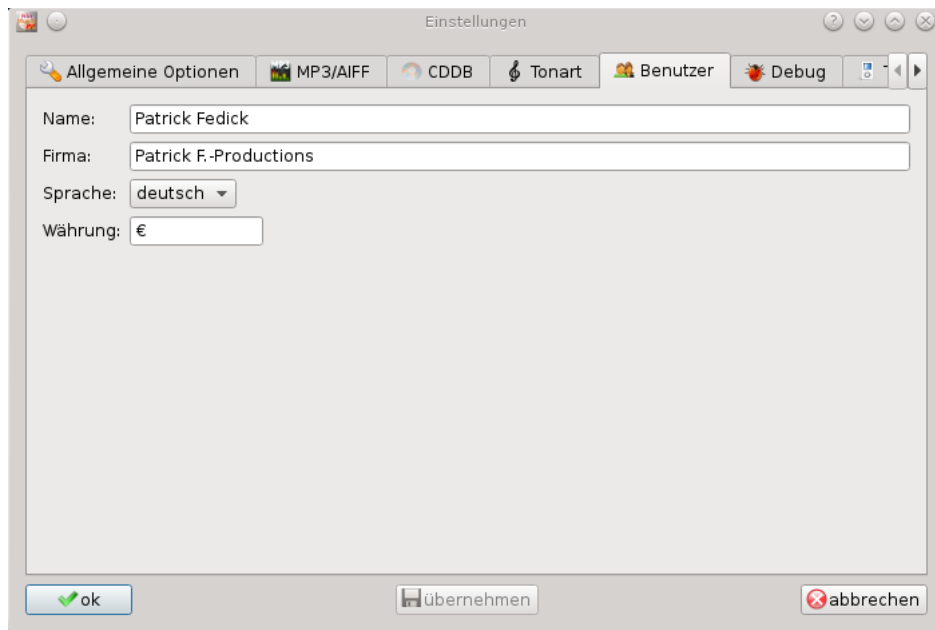 Einstellungen
Allgemeine Optionen MP3/AIFF CDDB Tonart Benutzer Debug
Name: Patrick Fedick
Firma: Patrick F.-Productions
Sprache: deutsch
Währung: €
ok übernehmen abbrechen